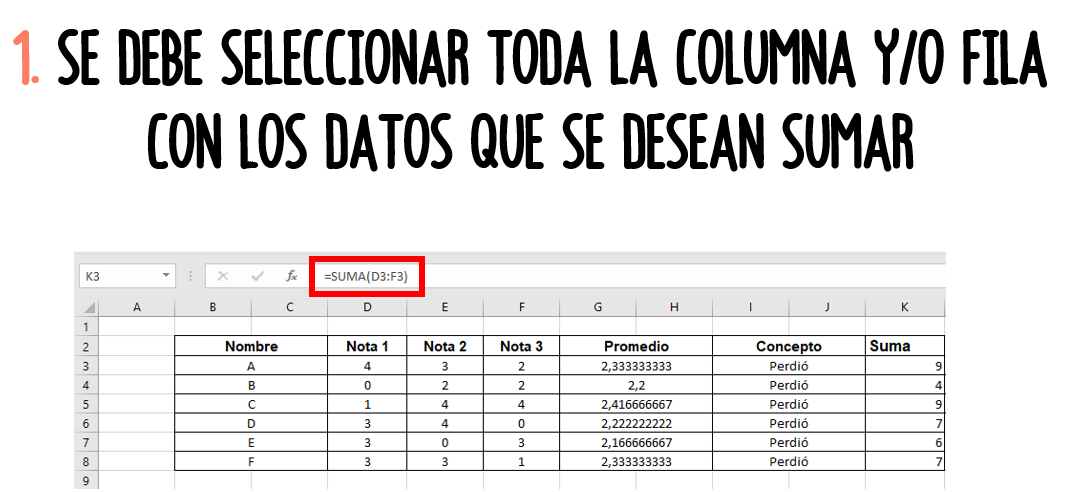 1. SE DEBE SELECCIONAR TODA LA COLUMNA Y/O FILA
CON LOS DATOS QUE SE DESEAN SUMAR
K3 fx =SUMA(D3:F3)
A B C D E F G H I J K
1
2 Nombre Nota 1 Nota 2 Nota 3 Promedio Concepto Suma
3 A 4 3 2 2,333333333 Perdió 9
4 B 0 2 2 2,2 Perdió 4
5 C 1 4 4 2,416666667 Perdió 9
6 D 3 4 0 2,222222222 Perdió 7
7 E 3 0 3 2,166666667 Perdió 6
8 F 3 3 1 2,333333333 Perdió 7
9